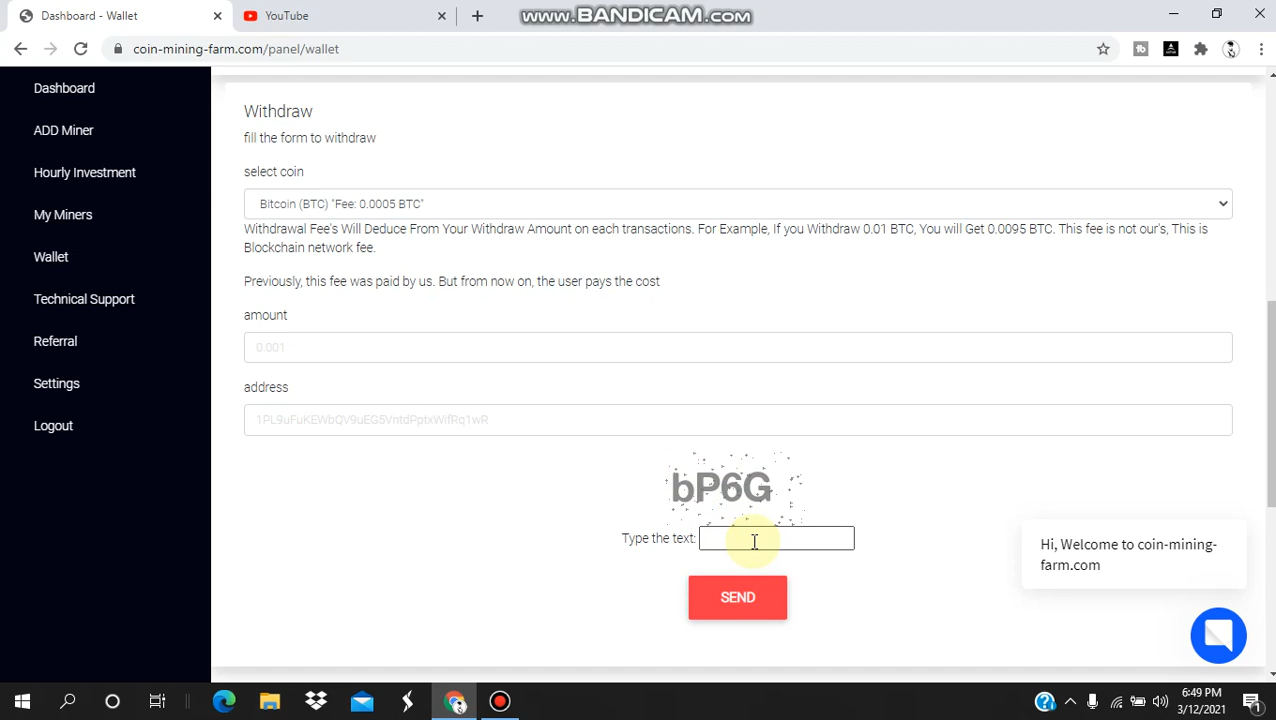 Dashboard - Wallet
YouTube
www.BANDICAM.com
coin-mining-farm.com/panel/wallet
Dashboard
ADD Miner
Hourly Investment
My Miners
Wallet
Technical Support
Referral
Settings
Logout
Withdraw
fill the form to withdraw
select coin
Bitcoin (BTC) "Fee: 0.0005 BTC"
Withdrawal Fee's Will Deduce From Your Withdraw Amount on each transactions. For Example, If you Withdraw 0.01 BTC, You will Get 0.0095 BTC. This fee is not our's, This is
Blockchain network fee.
Previously, this fee was paid by us. But from now on, the user pays the cost
amount
0.001
address
1PL9uFuKEWbQV9uEG5VntdPptxWifRq1wR
bP6G
Type the text:
SEND
Hi, Welcome to coin-mining-
farm.com
6:49 PM
3/12/2021